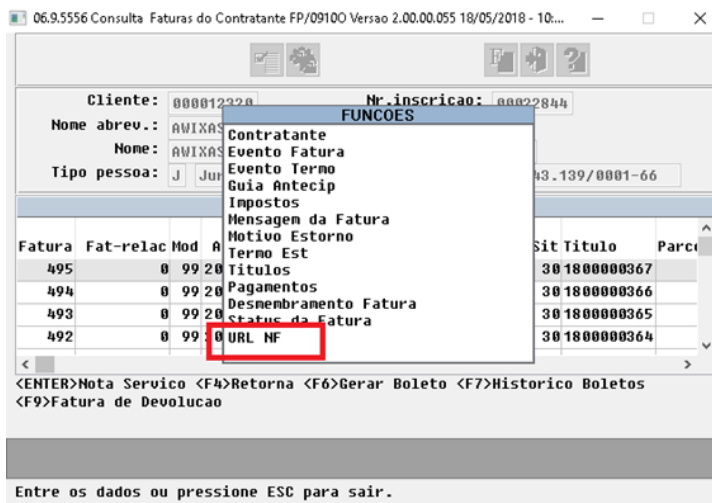 06.9.5556 Consulta Faturas do Contratante FP/0910O Versao 2.00.00.055 18/05/2018 - 10:...
Cliente: 000012320 Nr.inscricao: 00022844
Nome abrev.: AWIXAS
Nome: AWIXAS
Tipo pessoa: J Jur 43.139/0001-66
FUNCOES
Contratante
Evento Fatura
Evento Termo
Guia Antecip
Impostos
Mensagem da Fatura
Motivo Estorno
Termo Est
Titulos
Pagamentos
Desmembramento Fatura
Status da Fatura
URL NF
Fatura Fat-relac Mod A Sit Titulo Parce
495 0 99 20 30 1800000367
494 0 99 20 30 1800000366
493 0 99 20 30 1800000365
492 0 99 20 30 1800000364
<ENTER>Nota Servico <F4>Retorna <F6>Gerar Boleto <F7>Historico Boletos
<F9>Fatura de Devolucao
Entre os dados ou pressione ESC para sair.